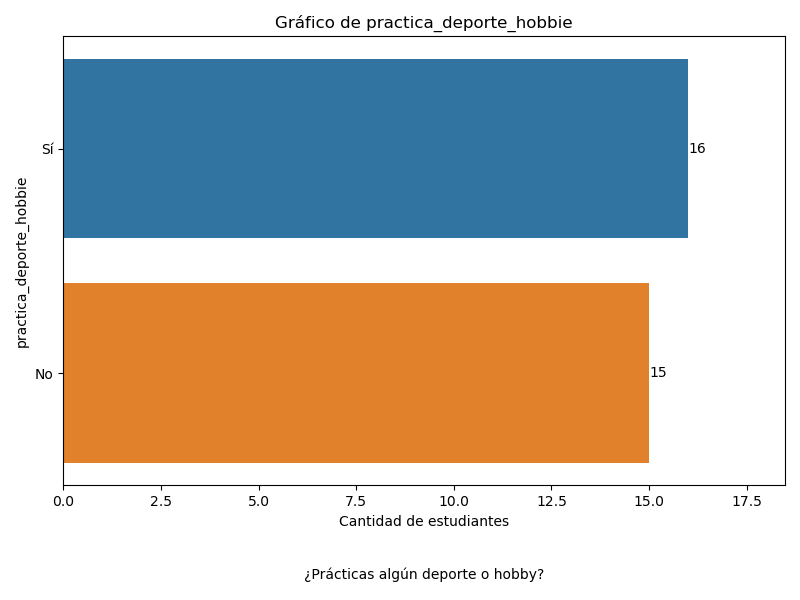 Gráfico de practica_deporte_hobbie
practica_deporte_hobbie
Sí
16
No
15
0.0 2.5 5.0 7.5 10.0 12.5 15.0 17.5
Cantidad de estudiantes
¿Prácticas algún deporte o hobby?